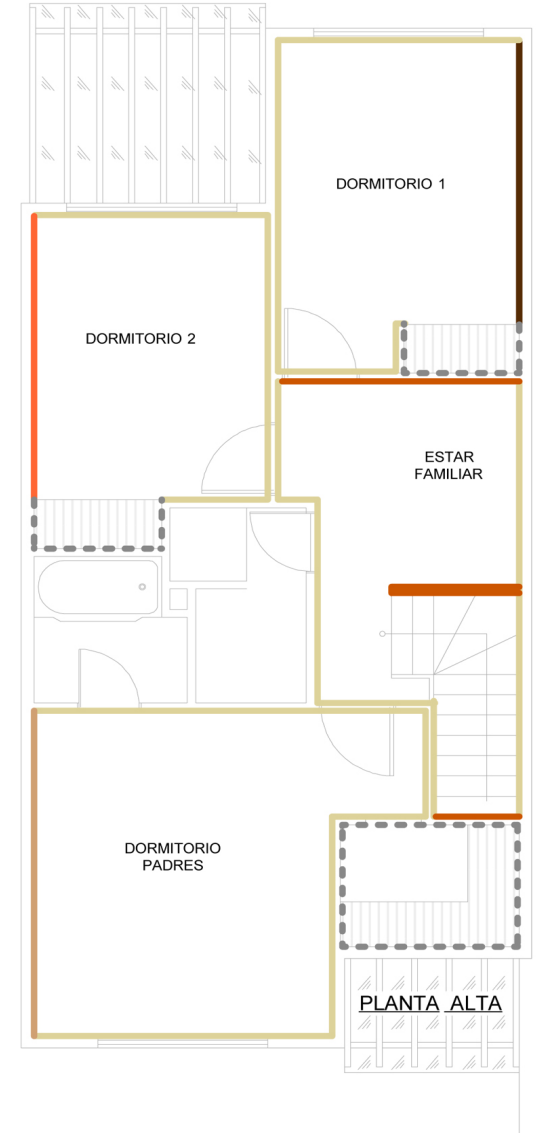 DORMITORIO 1
DORMITORIO 2
ESTAR
FAMILIAR
DORMITORIO
PADRES
PLANTA ALTA